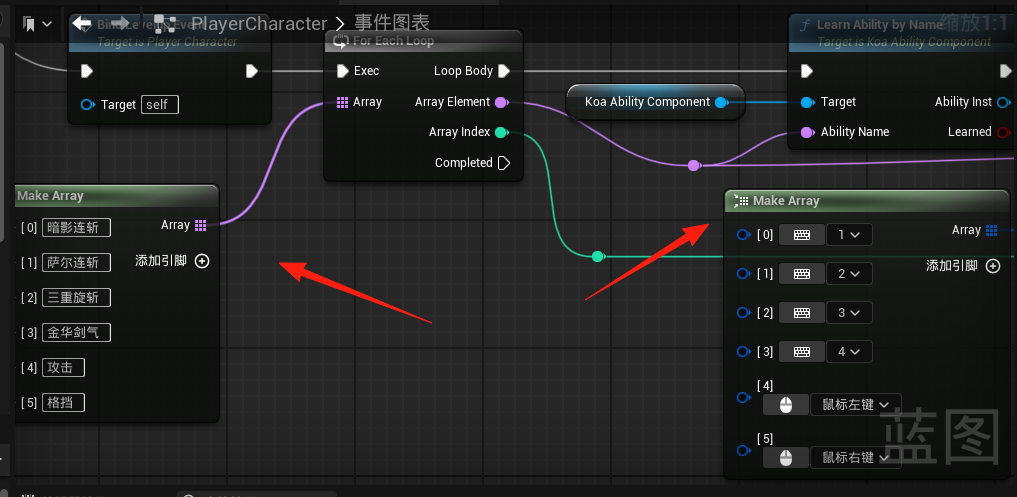 PlayerCharacter > 事件图表
缩放1:1
Target is Player Character
Target self
For Each Loop
Exec
Loop Body
Array
Array Element
Array Index
Completed
Koa Ability Component
Learn Ability by Name
Target is Koa Ability Component
Target
Ability Inst
Ability Name
Learned
Make Array
[0] 暗影连斩
Array
[1] 萨尔连斩
添加引脚
[2] 三重旋斩
[3] 金华剑气
[4] 攻击
[5] 格挡
Make Array
[0] 1
Array
[1] 2
添加引脚
[2] 3
[3] 4
[4]
鼠标左键
[5]
鼠标右键
蓝图